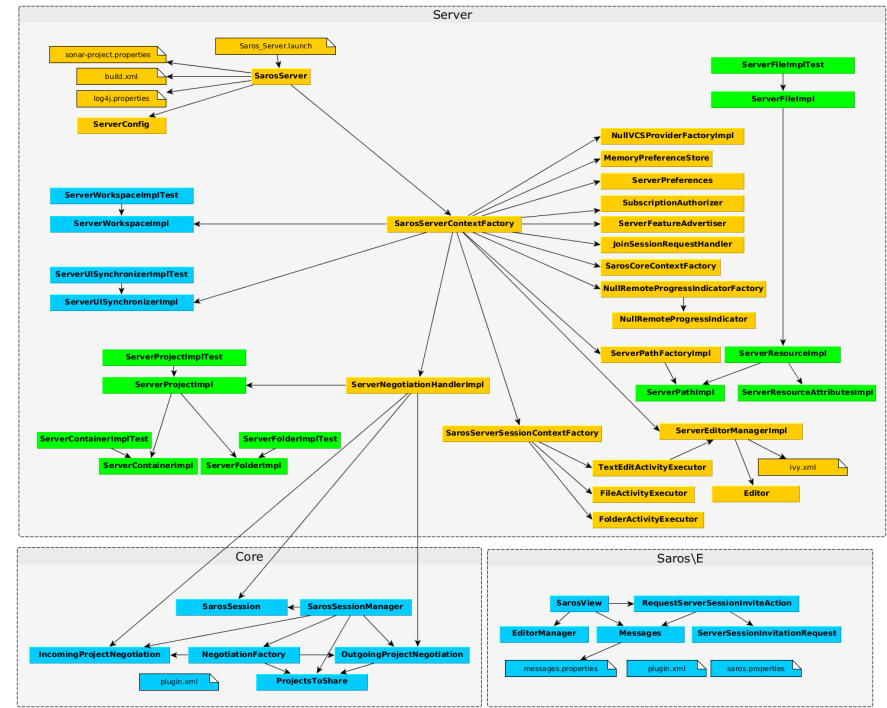 Server
Saros_Server.launch
sonar-project.properties
build.xml
log4j.properties
SarosServer
ServerConfig
ServerFileImplTest
ServerFileImpl
NullVCSProviderFactoryImpl
MemoryPreferenceStore
ServerPreferences
SubscriptionAuthorizer
ServerFeatureAdvertiser
JoinSessionRequestHandler
SarosCoreContextFactory
NullRemoteProgressIndicatorFactory
NullRemoteProgressIndicator
ServerWorkspaceImplTest
ServerWorkspaceImpl
SarosServerContextFactory
ServerUISynchronizerImplTest
ServerUISynchronizerImpl
ServerProjectImplTest
ServerProjectImpl
ServerNegotiationHandlerImpl
ServerPathFactoryImpl
ServerResourceImpl
ServerPathImpl
ServerResourceAttributesImpl
ServerContainerImplTest
ServerFolderImplTest
ServerContainerImpl
ServerFolderImpl
SarosServerSessionContextFactory
ServerEditorManagerImpl
TextEditActivityExecutor
ivy.xml
FileActivityExecutor
Editor
FolderActivityExecutor
Core
SarosSession
SarosSessionManager
IncomingProjectNegotiation
NegotiationFactory
OutgoingProjectNegotiation
plugin.xml
ProjectsToShare
Saros\E
SarosView
RequestServerSessionInviteAction
EditorManager
Messages
ServerSessionInvitationRequest
messages.properties
plugin.xml
saros.properties